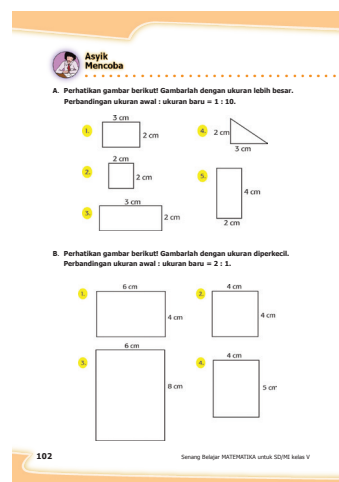 Asyik
Mencoba
A. Perhatikan gambar berikut! Gambarlah dengan ukuran lebih besar.
Perbandingan ukuran awal : ukuran baru = 1 : 10.
1.
3 cm
2 cm
4.
2 cm
3 cm
2.
2 cm
2 cm
5.
4 cm
2 cm
3.
3 cm
2 cm
B. Perhatikan gambar berikut! Gambarlah dengan ukuran diperkecil.
Perbandingan ukuran awal : ukuran baru = 2 : 1.
1.
6 cm
4 cm
2.
4 cm
4 cm
3.
6 cm
8 cm
4.
4 cm
5 cm
102
Senang Belajar MATEMATIKA untuk SD/MI kelas V